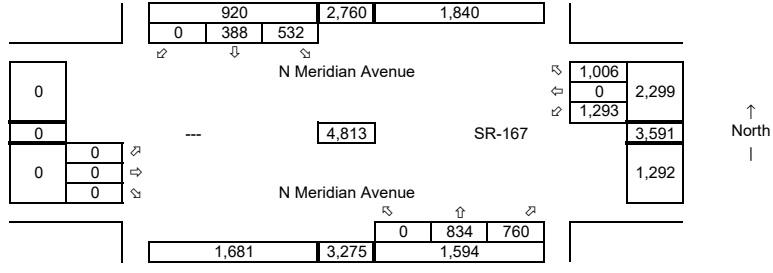 920 2,760 1,840
0 388 532
⬃ ⇩ ⬂
N Meridian Avenue
⬁ 1,006
0 ⇦ 0 2,299
⬃ 1,293
↑
0 --- 4,813 SR-167 3,591 North
0 ⬀ |
0 0 ⇨ 1,292
0 ⬂
N Meridian Avenue
⬁ ⇧ ⬀
0 834 760
1,681 3,275 1,594